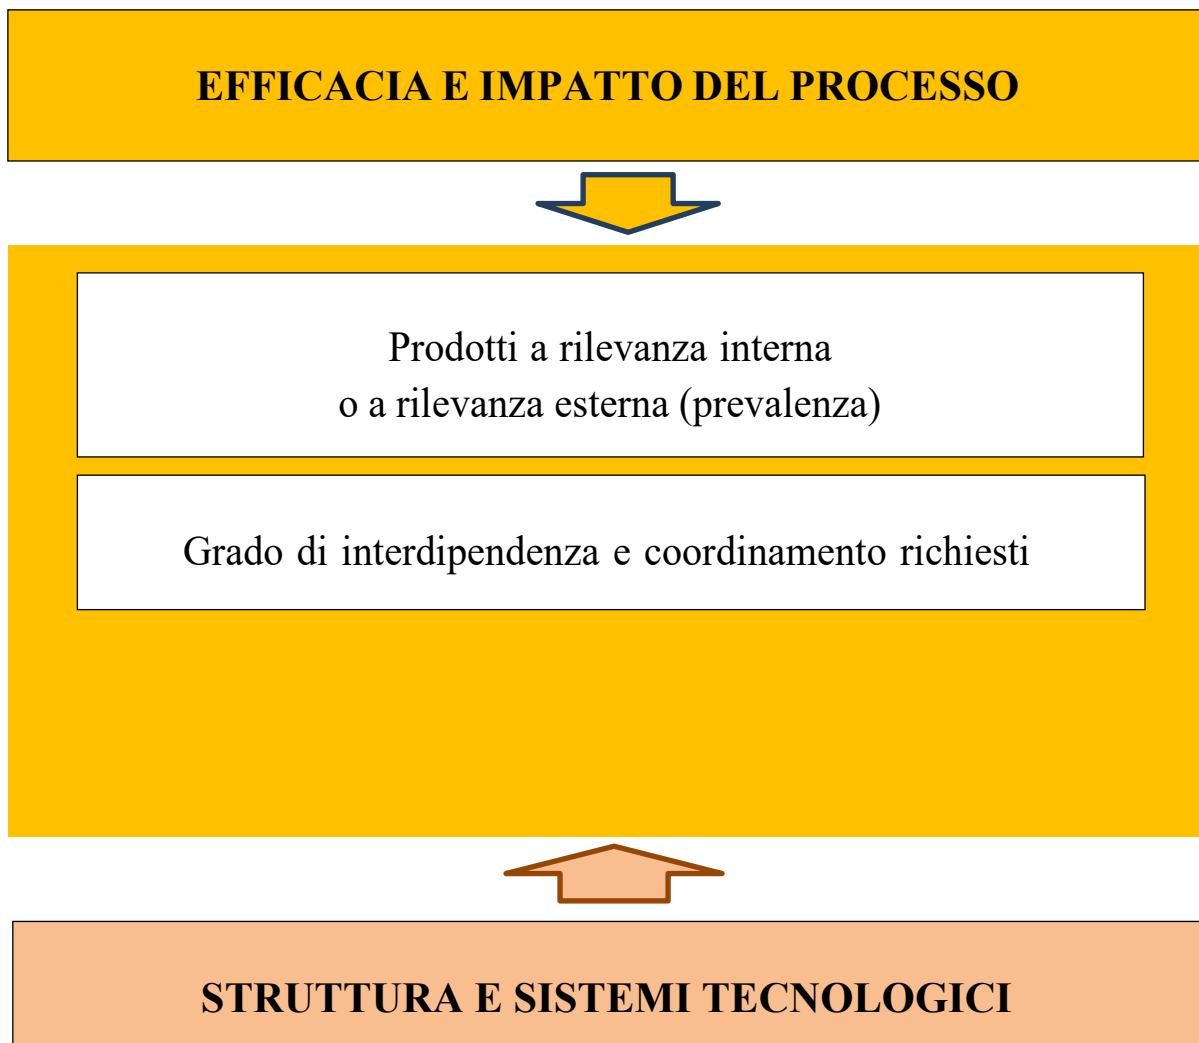 EFFICACIA E IMPATTO DEL PROCESSO
Prodotti a rilevanza interna
o a rilevanza esterna (prevalenza)
Grado di interdipendenza e coordinamento richiesti
STRUTTURA E SISTEMI TECNOLOGICI